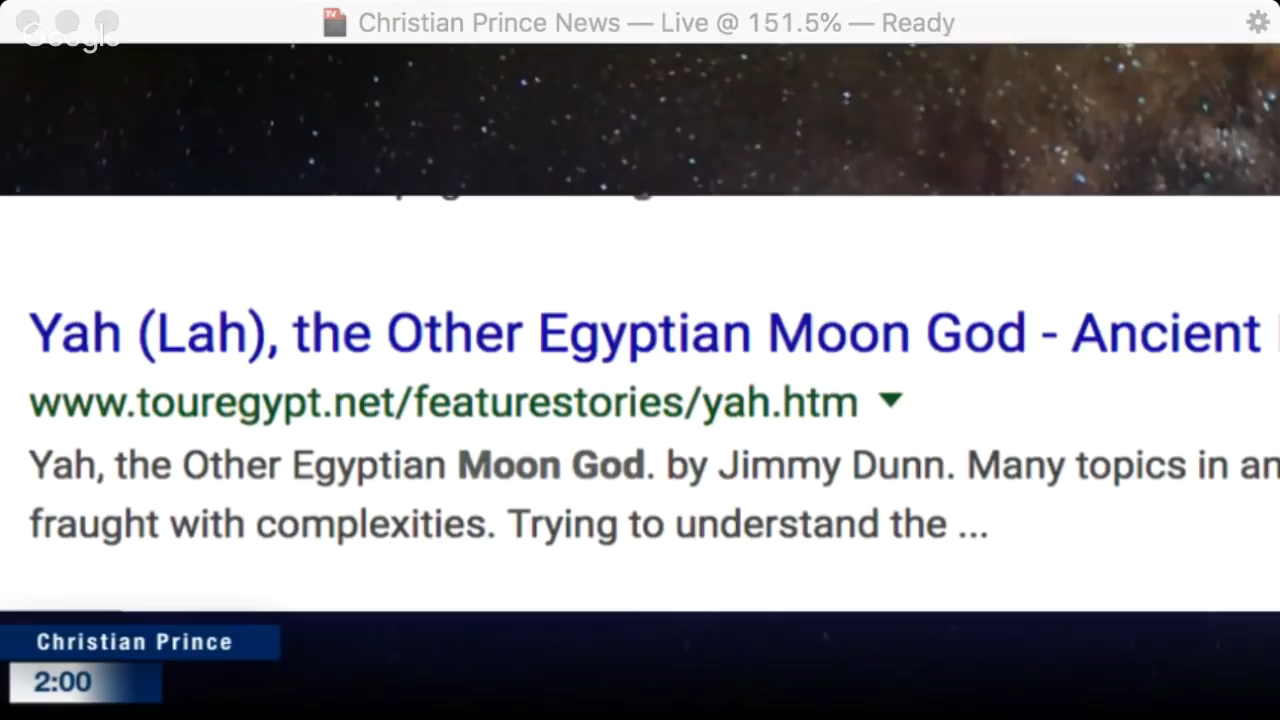 Christian Prince News — Live @ 151.5% — Ready
Google
Yah (Lah), the Other Egyptian Moon God - Ancient
www.touregypt.net/featurestories/yah.htm
Yah, the Other Egyptian Moon God. by Jimmy Dunn. Many topics in an
fraught with complexities. Trying to understand the ...
Christian Prince
2:00